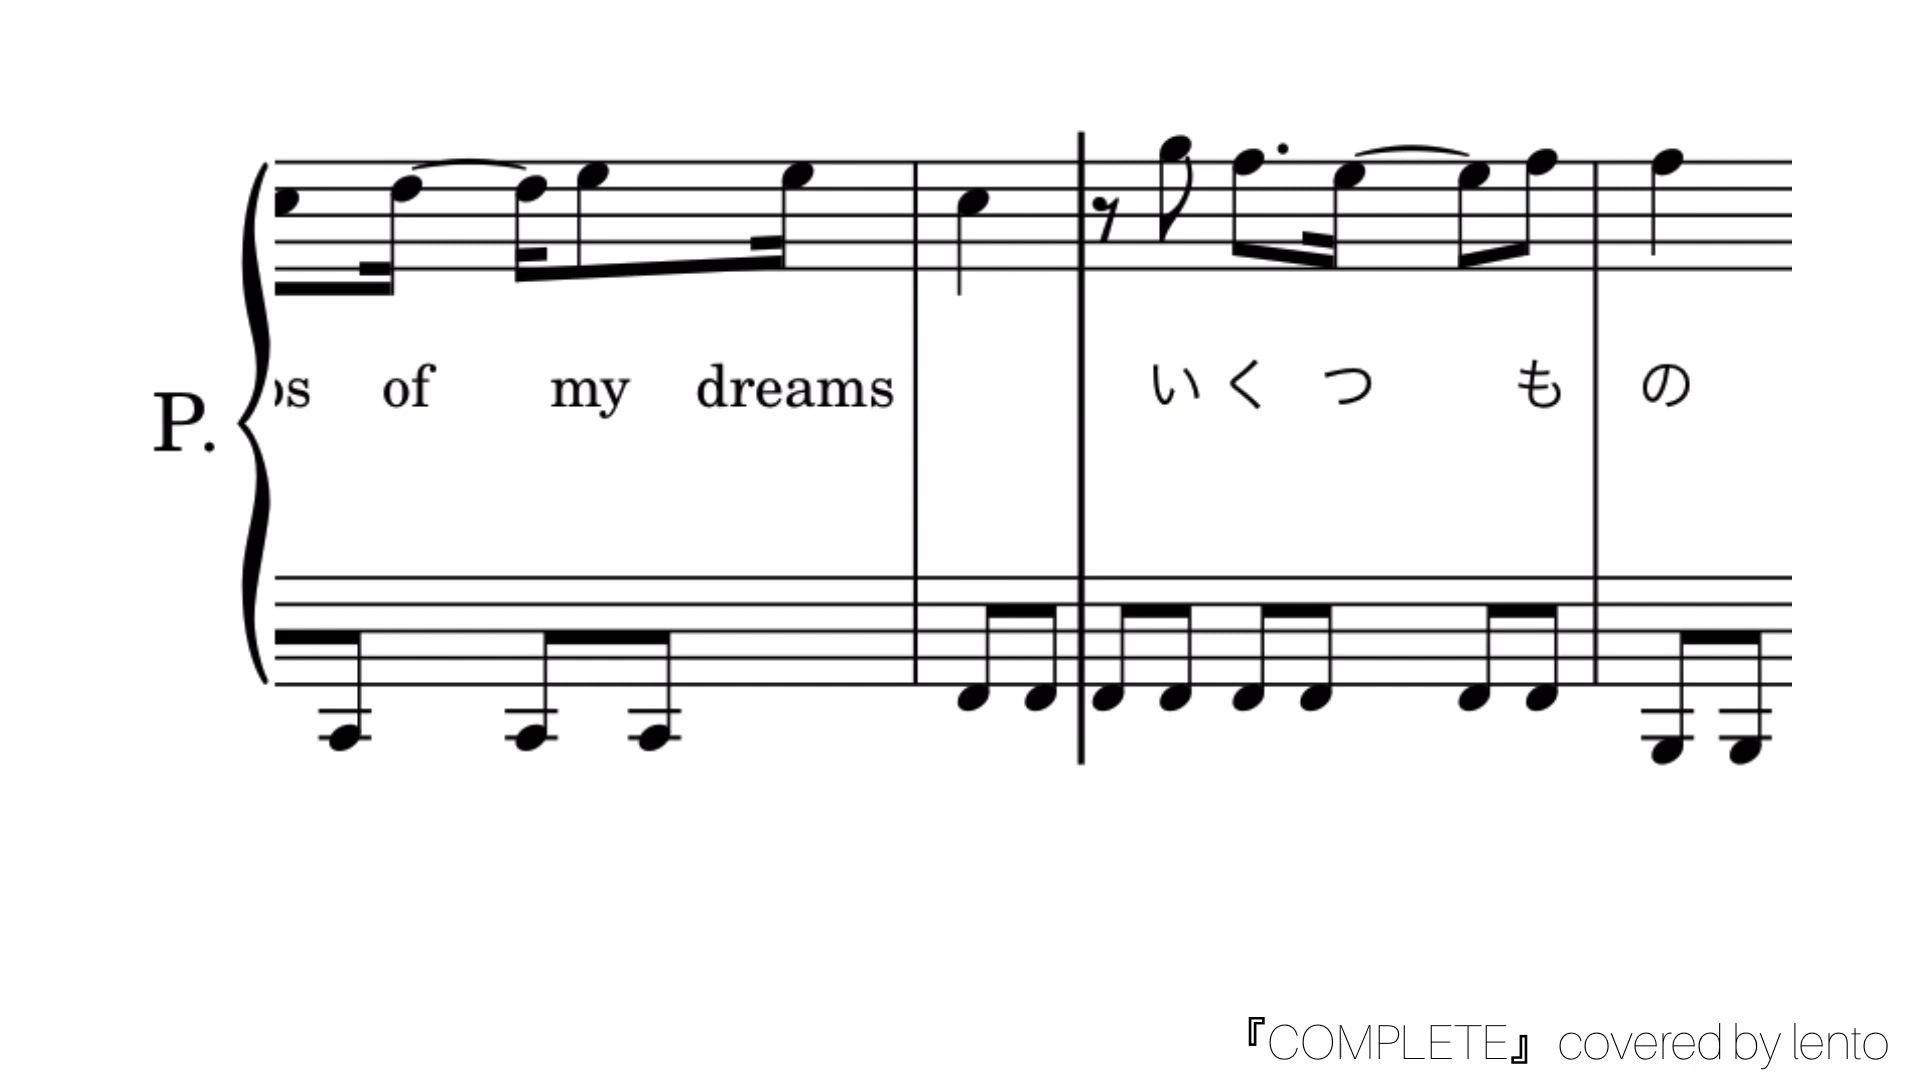 of my dreams いくつもの
P.
『COMPLETE』 covered by lento